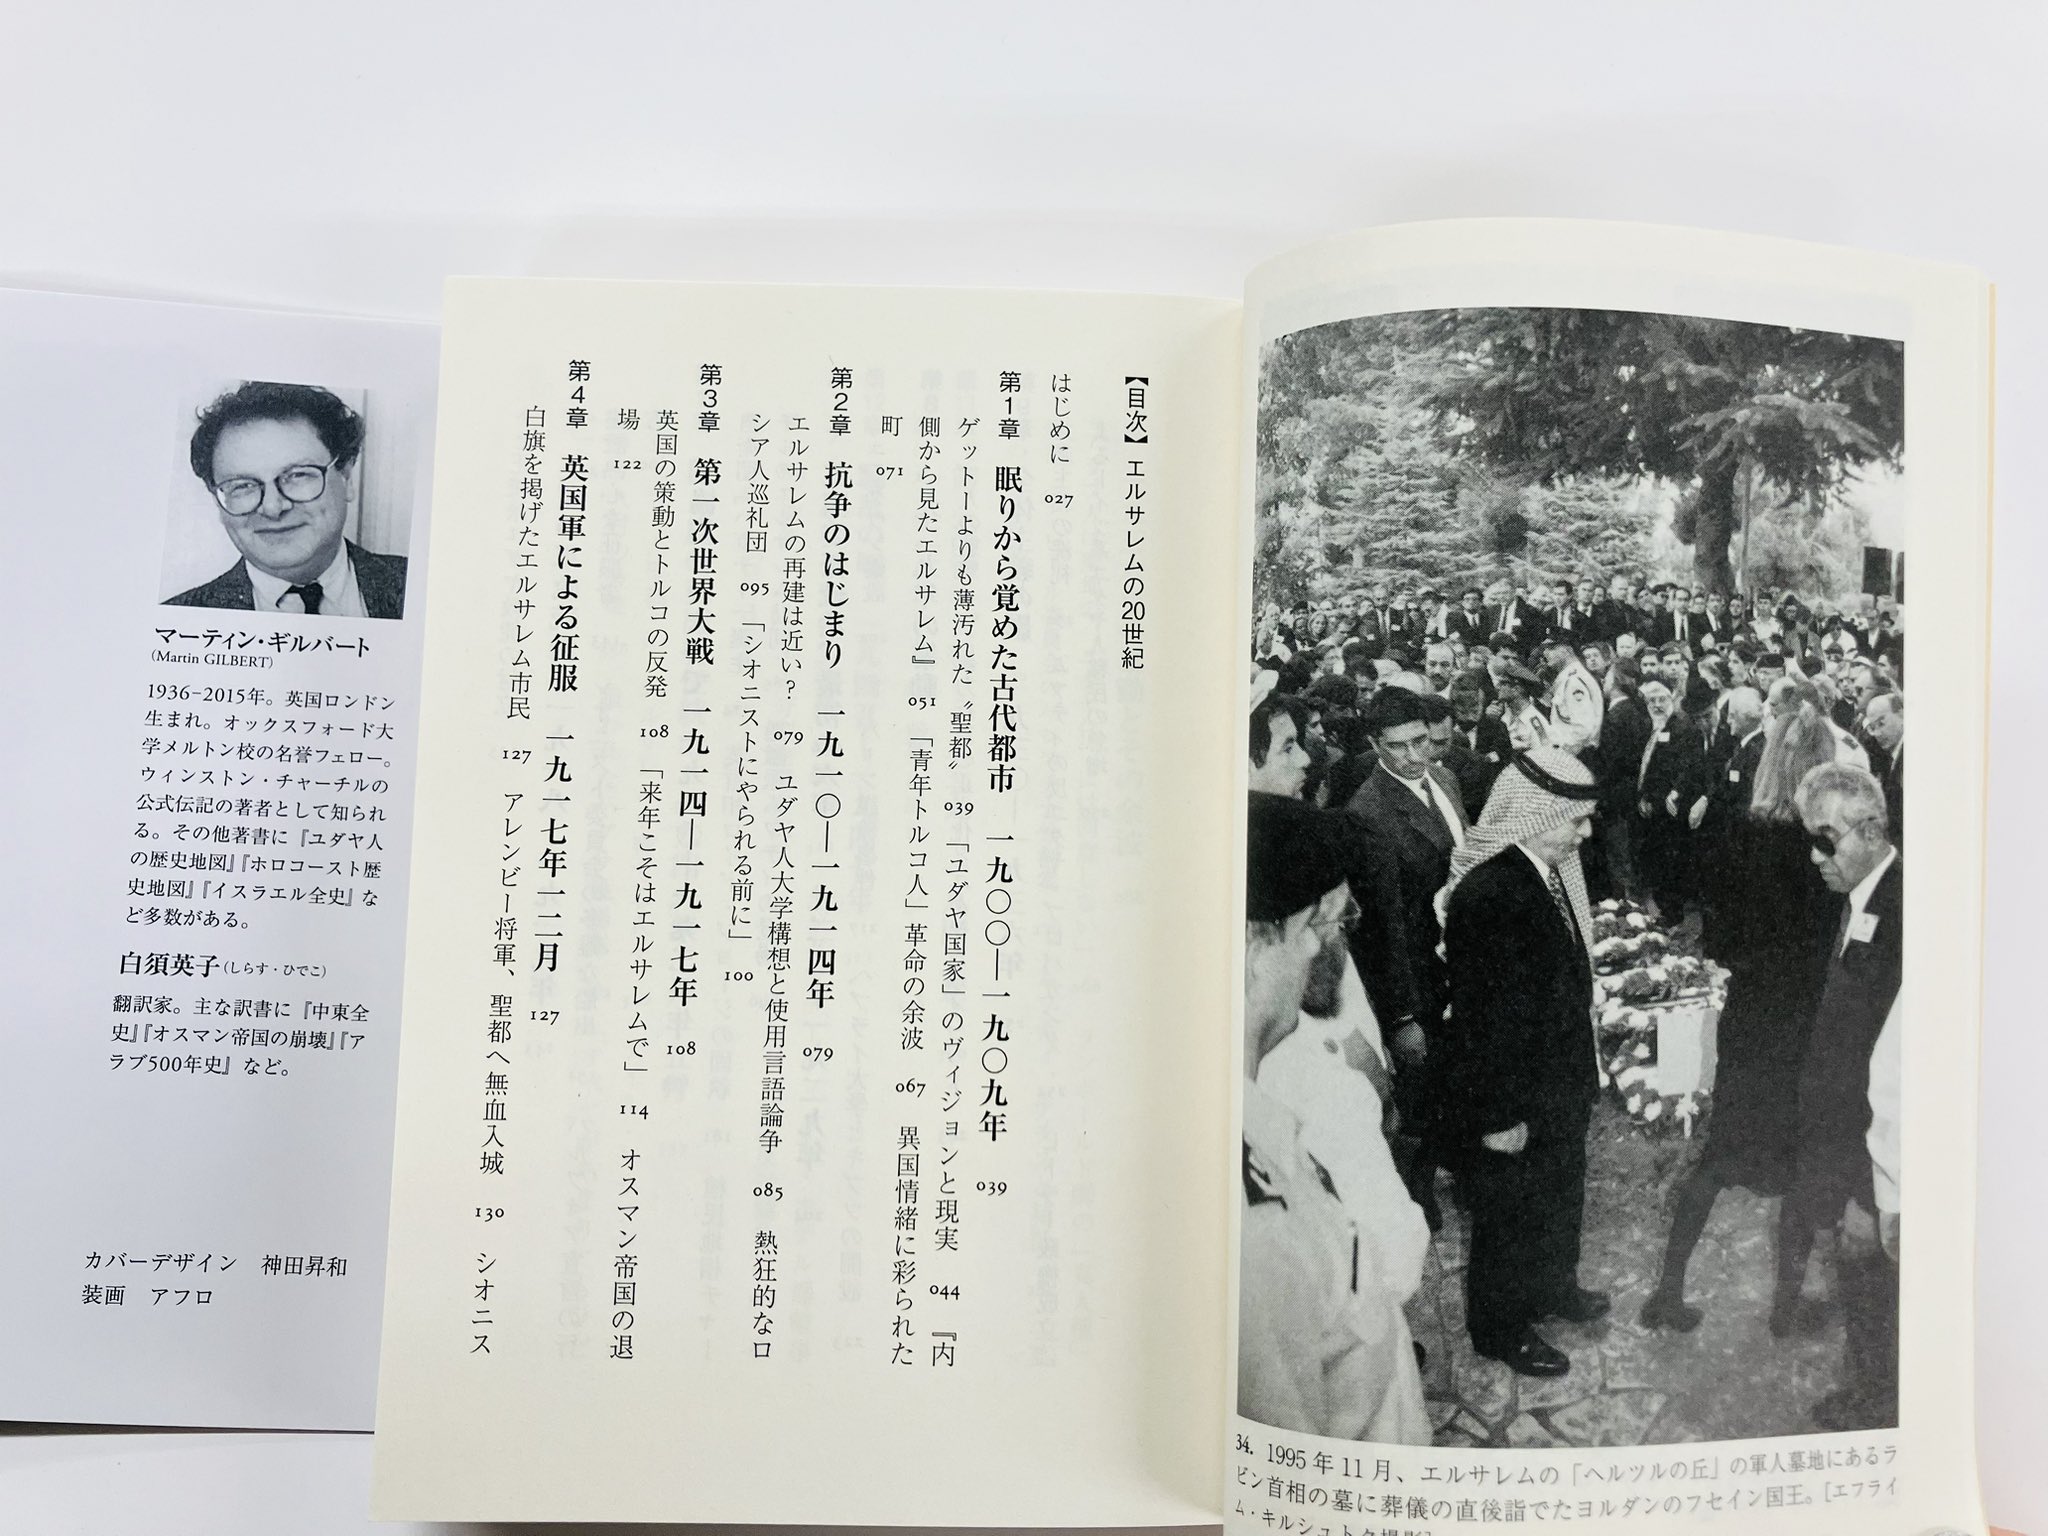 マーティン・ギルバート
(Martin GILBERT)
1936–2015年。英国ロンドン
生まれ。オックスフォード大
学メルトン校の名誉フェロー。
ウィンストン・チャーチルの
公式伝記の著者として知られ
る。その他著書に『ユダヤ人
の歴史地図』『ホロコースト歴
史地図』『イスラエル全史』な
ど多数がある。
白須英子(しらす・ひでこ)
翻訳家。主な訳書に『中東全
史』『オスマン帝国の崩壊』『ア
ラブ500年史』など。
カバーデザイン　神田昇和
装画　アフロ
【目次】エルサレムの20世紀
はじめに 027
第1章 眠りから覚めた古代都市 一九〇〇―一九〇九年 039
ゲットーよりも薄汚れた〝聖都〟 039 「ユダヤ国家」のヴィジョンと現実 044 『内
側から見たエルサレム』 051 「青年トルコ人」革命の余波 067 異国情緒に彩られた
町 071
第2章 抗争のはじまり 一九一〇―一九一四年 079
エルサレムの再建は近い? 079 ユダヤ人大学構想と使用言語論争 085 熱狂的なロ
シア人巡礼団 095 「シオニストにやられる前に」 100
第3章 第一次世界大戦 一九一四―一九一七年 108
英国の策動とトルコの反発 108 「来年こそはエルサレムで」 114 オスマン帝国の退
場 122
第4章 英国軍による征服 一九一七年一二月 127
白旗を掲げたエルサレム市民 127 アレンビー将軍、聖都へ無血入城 130 シオニス
34. 1995年11月、エルサレムの「ヘルツルの丘」の軍人墓地にあるラ
ビン首相の墓に葬儀の直後詣でたヨルダンのフセイン国王。[エフライ
ム・キルシュトク撮影]